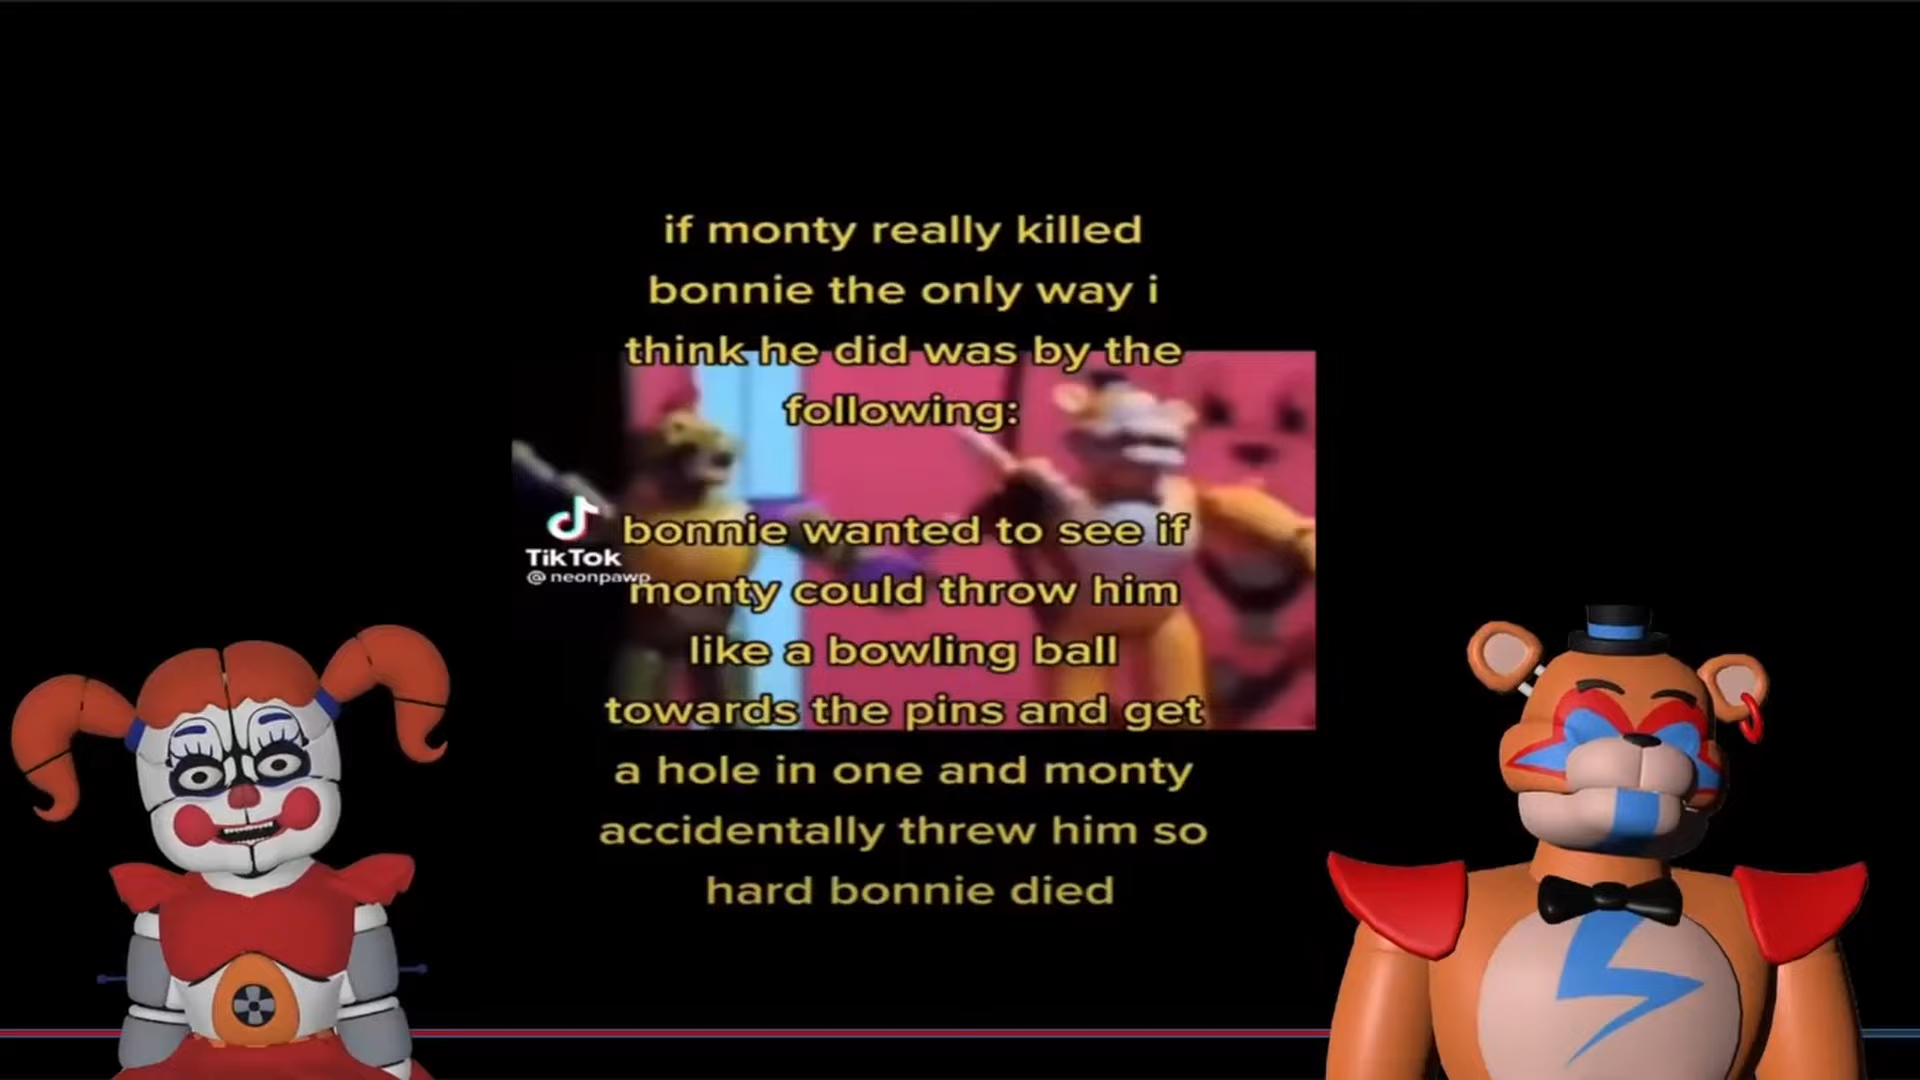 if monty really killed
bonnie the only way i
think he did was by the
following:
bonnie wanted to see if
TikTok
@neonpawp
monty could throw him
like a bowling ball
towards the pins and get
a hole in one and monty
accidentally threw him so
hard bonnie died